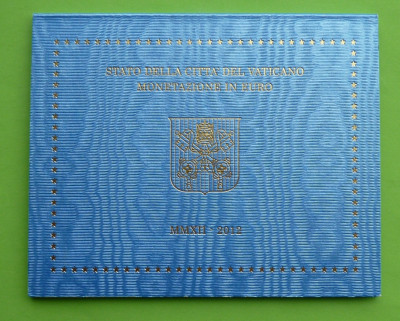 STATO DELLA CITTÀ DEL VATICANO
MONETAZIONE IN EURO
MMXII - 2012